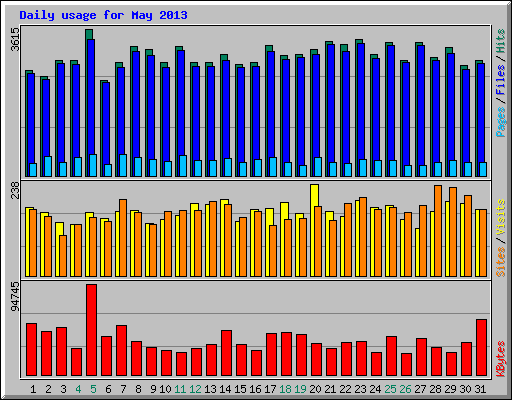 Daily usage for May 2013
3615
Pages / Files / Hits
238
Sites / Visits
94745
KBytes
1 2 3 4 5 6 7 8 9 10 11 12 13 14 15 16 17 18 19 20 21 22 23 24 25 26 27 28 29 30 31